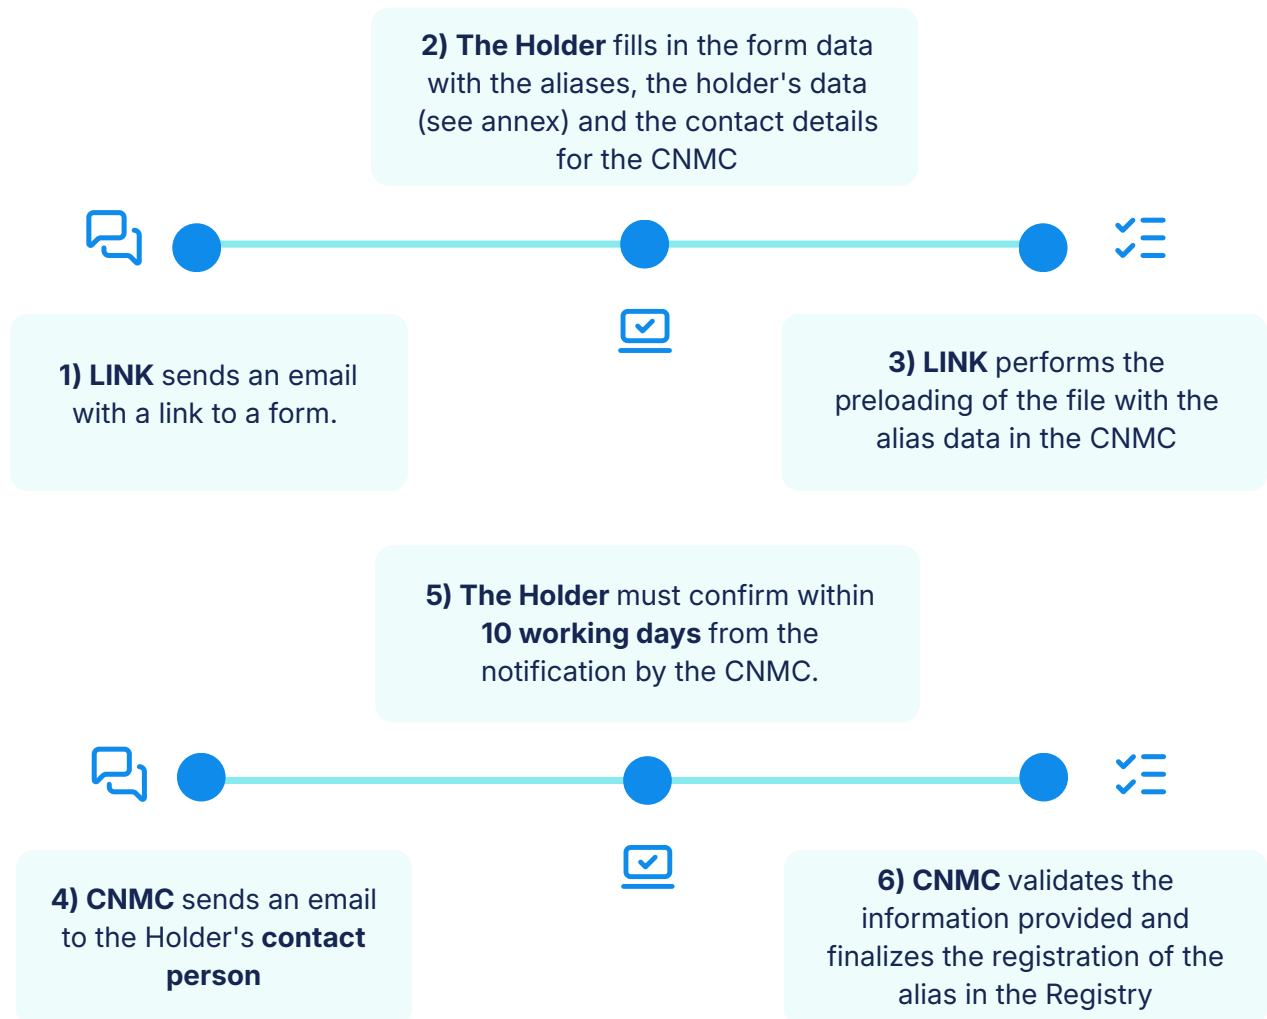 2) The Holder fills in the form data
with the aliases, the holder's data
(see annex) and the contact details
for the CNMC
1) LINK sends an email
with a link to a form.
3) LINK performs the
preloading of the file with the
alias data in the CNMC
5) The Holder must confirm within
10 working days from the
notification by the CNMC.
4) CNMC sends an email
to the Holder's contact
person
6) CNMC validates the
information provided and
finalizes the registration of the
alias in the Registry